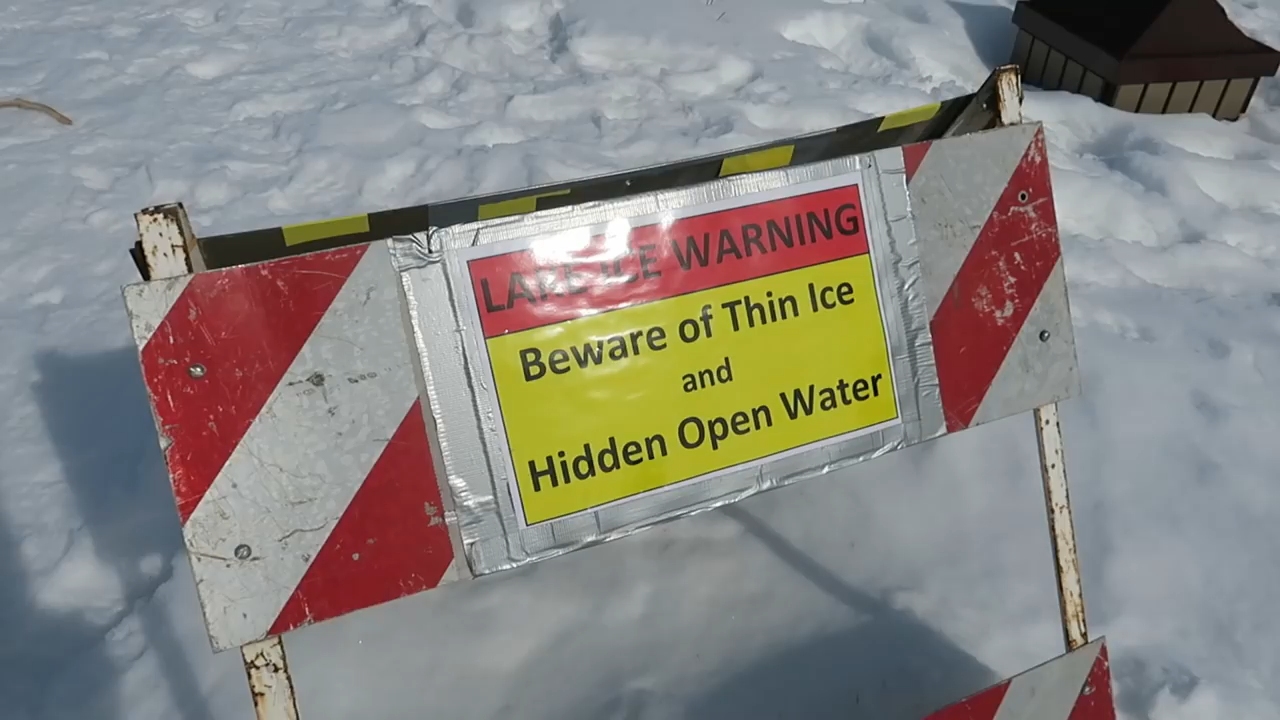 LAKE ICE WARNING
Beware of Thin Ice
and
Hidden Open Water